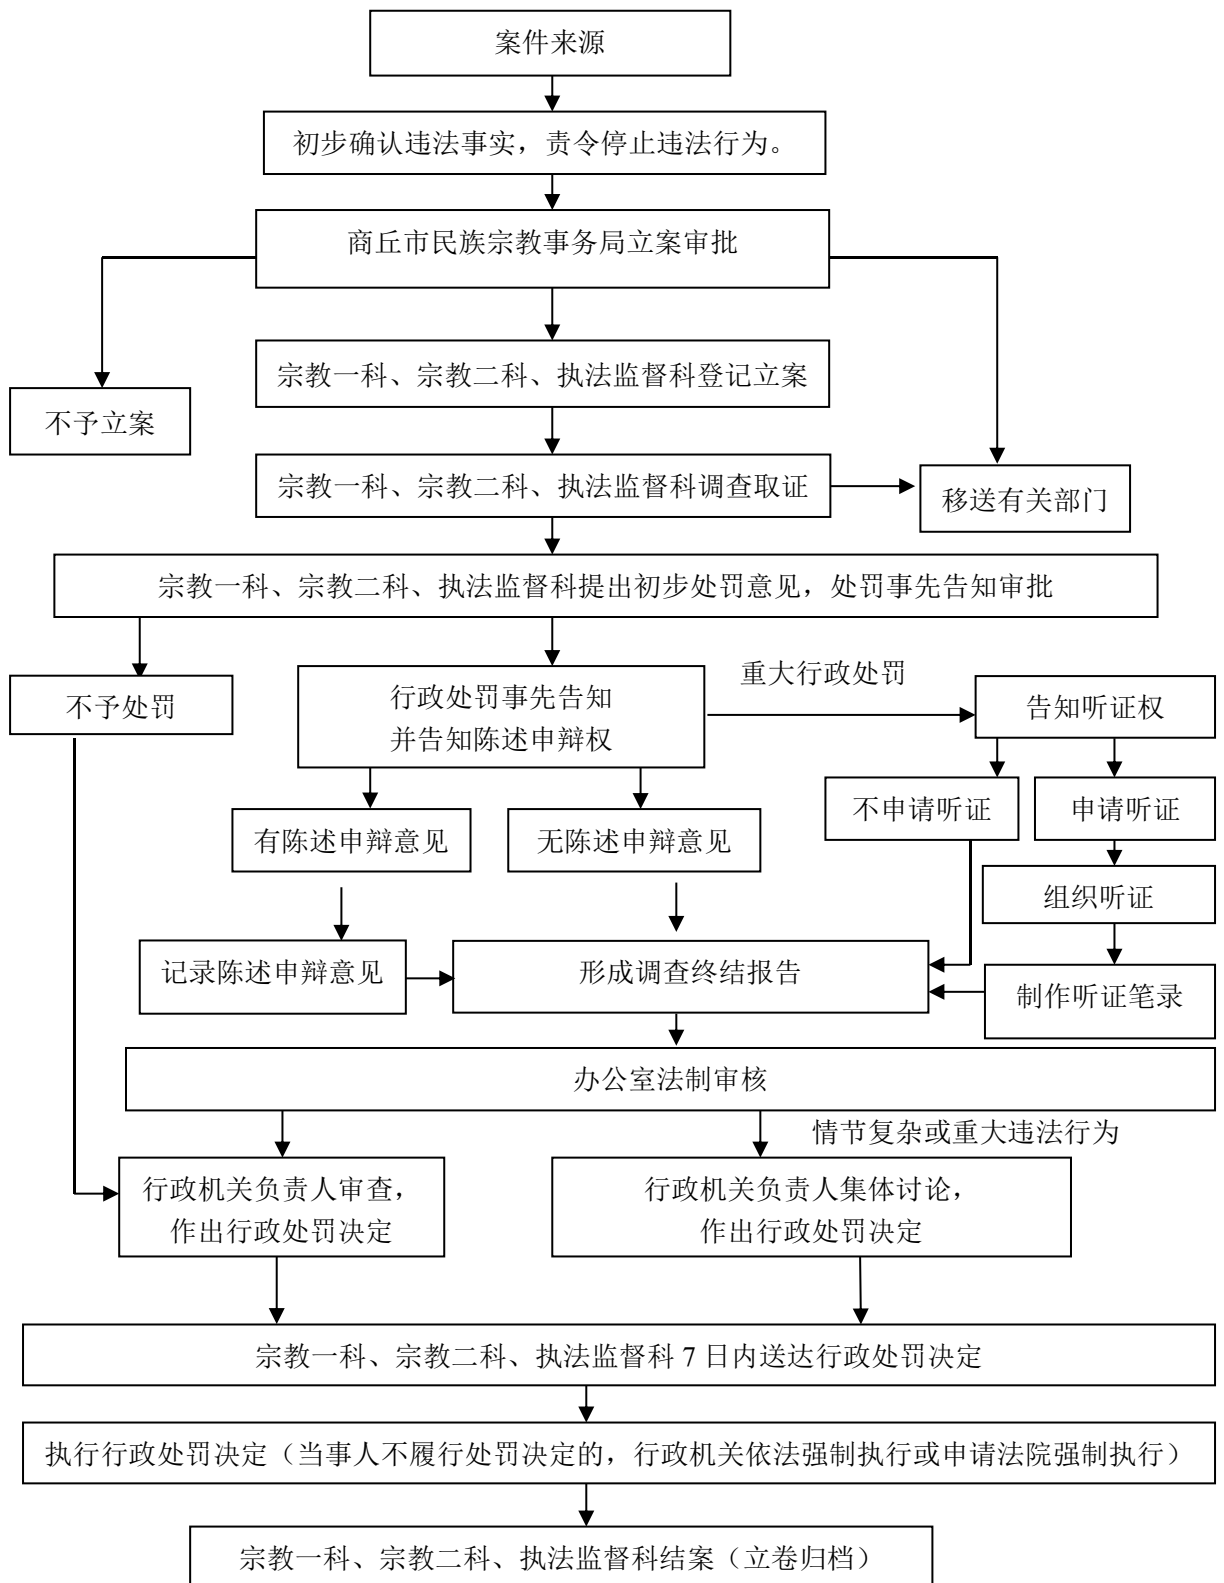 案件来源
初步确认违法事实，责令停止违法行为。
商丘市民族宗教事务局立案审批
宗教一科、宗教二科、执法监督科登记立案
不予立案
宗教一科、宗教二科、执法监督科调查取证
移送有关部门
宗教一科、宗教二科、执法监督科提出初步处罚意见，处罚事先告知审批
不予处罚
行政处罚事先告知
并告知陈述申辩权
重大行政处罚
告知听证权
不申请听证
申请听证
有陈述申辩意见
无陈述申辩意见
组织听证
记录陈述申辩意见
形成调查终结报告
制作听证笔录
办公室法制审核
情节复杂或重大违法行为
行政机关负责人审查，
作出行政处罚决定
行政机关负责人集体讨论，
作出行政处罚决定
宗教一科、宗教二科、执法监督科 7 日内送达行政处罚决定
执行行政处罚决定（当事人不履行处罚决定的，行政机关依法强制执行或申请法院强制执行）
宗教一科、宗教二科、执法监督科结案（立卷归档）